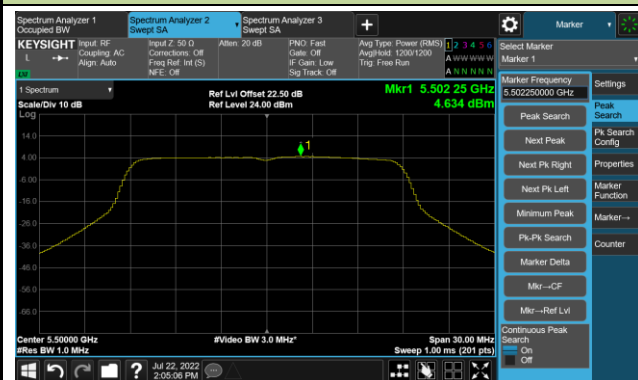 Spectrum Analyzer 1
Occupied BW
Spectrum Analyzer 2
Swept SA
Spectrum Analyzer 3
Swept SA
+
Marker
KEYSIGHT
L
Input: RF
Coupling: AC
Align: Auto
Input Z: 50 Ω
Corrections: Off
Freq Ref: Int (S)
NFE: Off
Atten: 20 dB
PNO: Fast
Gate: Off
IF Gain: Low
Sig Track: Off
Avg Type: Power (RMS)
Avg|Hold: 1200/1200
Trig: Free Run
1 2 3 4 5 6
A W W W W W
A N N N N N
Select Marker
Marker 1
1 Spectrum
Scale/Div 10 dB
Log
Ref Lvl Offset 22.50 dB
Ref Level 24.00 dBm
Mkr1 5.502 25 GHz
4.634 dBm
14.0
4.00
-6.00
-16.0
-26.0
-36.0
-46.0
-56.0
-66.0
1
Center 5.50000 GHz
#Res BW 1.0 MHz
#Video BW 3.0 MHz*
Span 30.00 MHz
Sweep 1.00 ms (201 pts)
Marker Frequency
5.502250000 GHz
Peak Search
Next Peak
Next Pk Right
Next Pk Left
Minimum Peak
Pk-Pk Search
Marker Delta
Mkr→CF
Mkr→Ref Lvl
Continuous Peak
Search
On
Off
Settings
Peak
Search
Pk Search
Config
Properties
Marker
Function
Marker→
Counter
?
Jul 22, 2022
2:05:06 PM